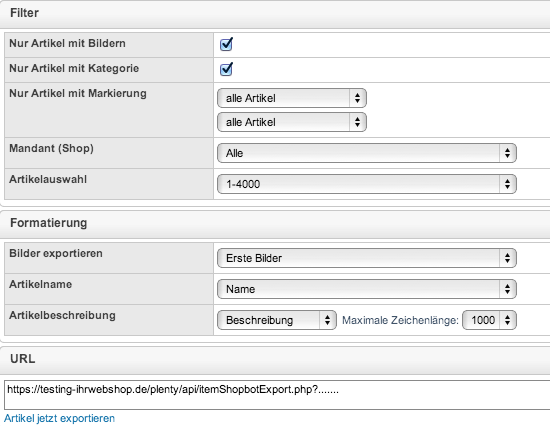 Filter
Nur Artikel mit Bildern
Nur Artikel mit Kategorie
Nur Artikel mit Markierung alle Artikel
alle Artikel
Mandant (Shop) Alle
Artikelauswahl 1-4000
Formatierung
Bilder exportieren Erste Bilder
Artikelname Name
Artikelbeschreibung Beschreibung Maximale Zeichenlänge: 1000
URL
https://testing-ihrwebshop.de/plenty/api/itemShopbotExport.php?.......
Artikel jetzt exportieren